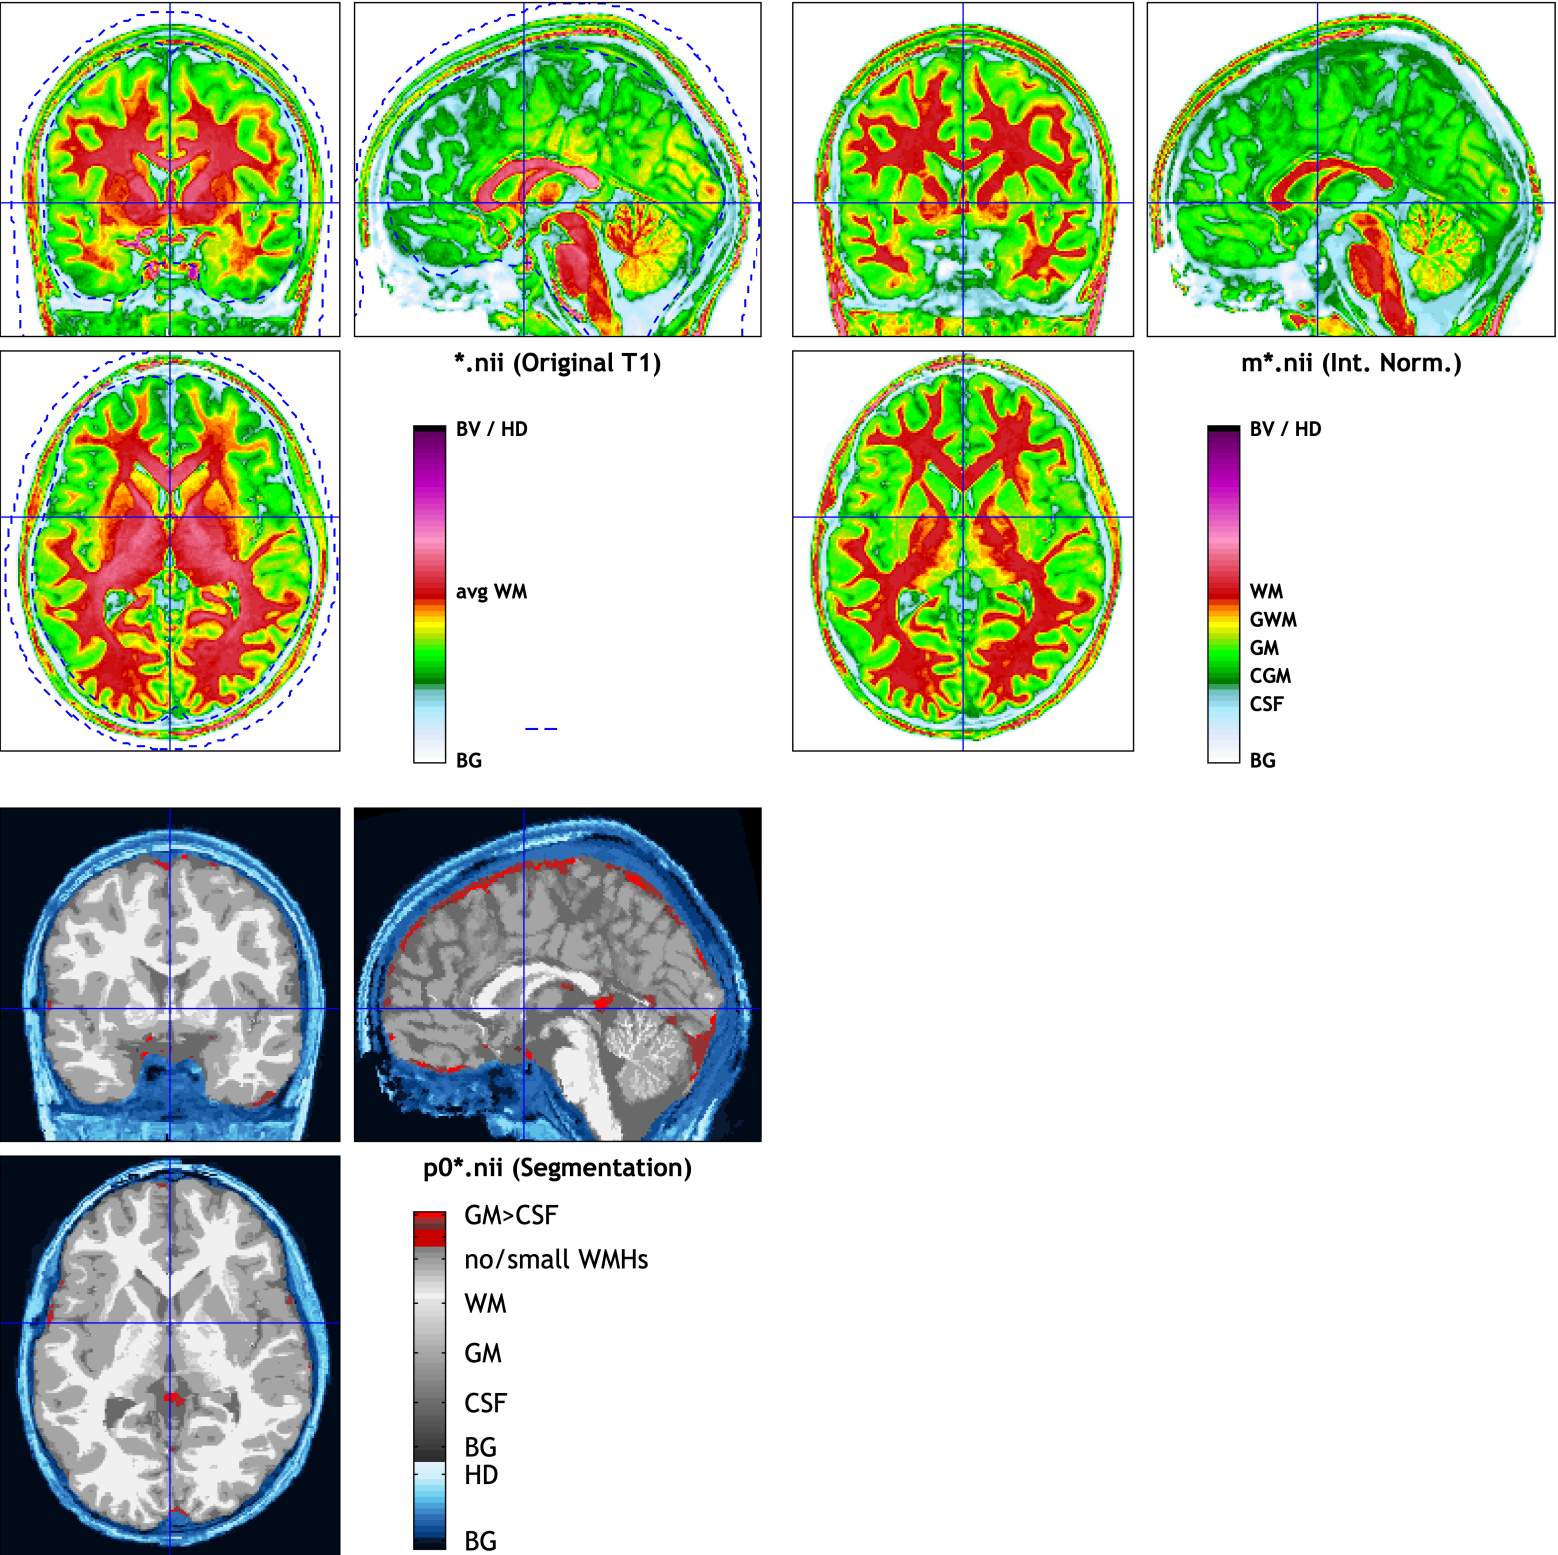 *.nii (Original T1)
BV / HD
avg WM
BG
m*.nii (Int. Norm.)
BV / HD
WM
GWM
GM
CGM
CSF
BG
p0*.nii (Segmentation)
GM>CSF
no/small WMHs
WM
GM
CSF
BG
HD
BG